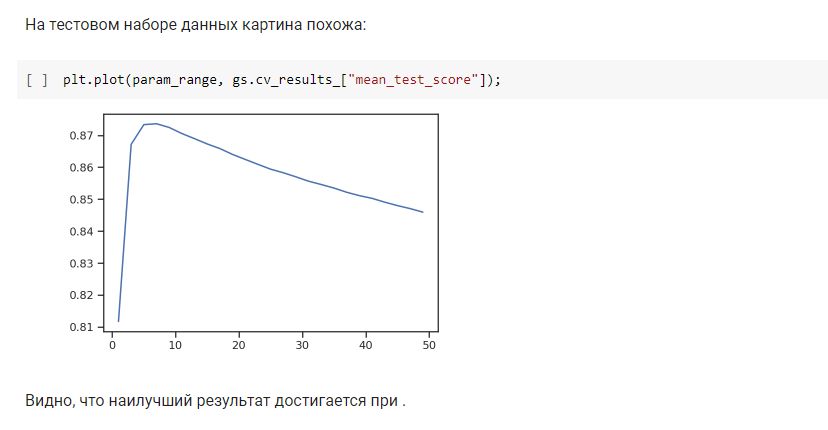 На тестовом наборе данных картина похожа:
[ ] plt.plot(param_range, gs.cv_results_["mean_test_score"]);
0.87
0.86
0.85
0.84
0.83
0.82
0.81
0 10 20 30 40 50
Видно, что наилучший результат достигается при .